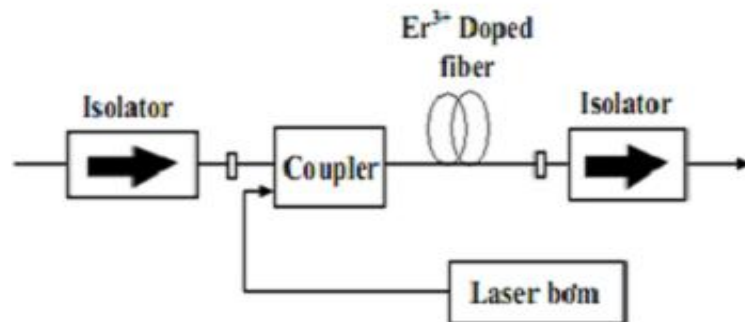 Er³⁺ Doped
fiber
Isolator
Isolator
Coupler
Laser bơm